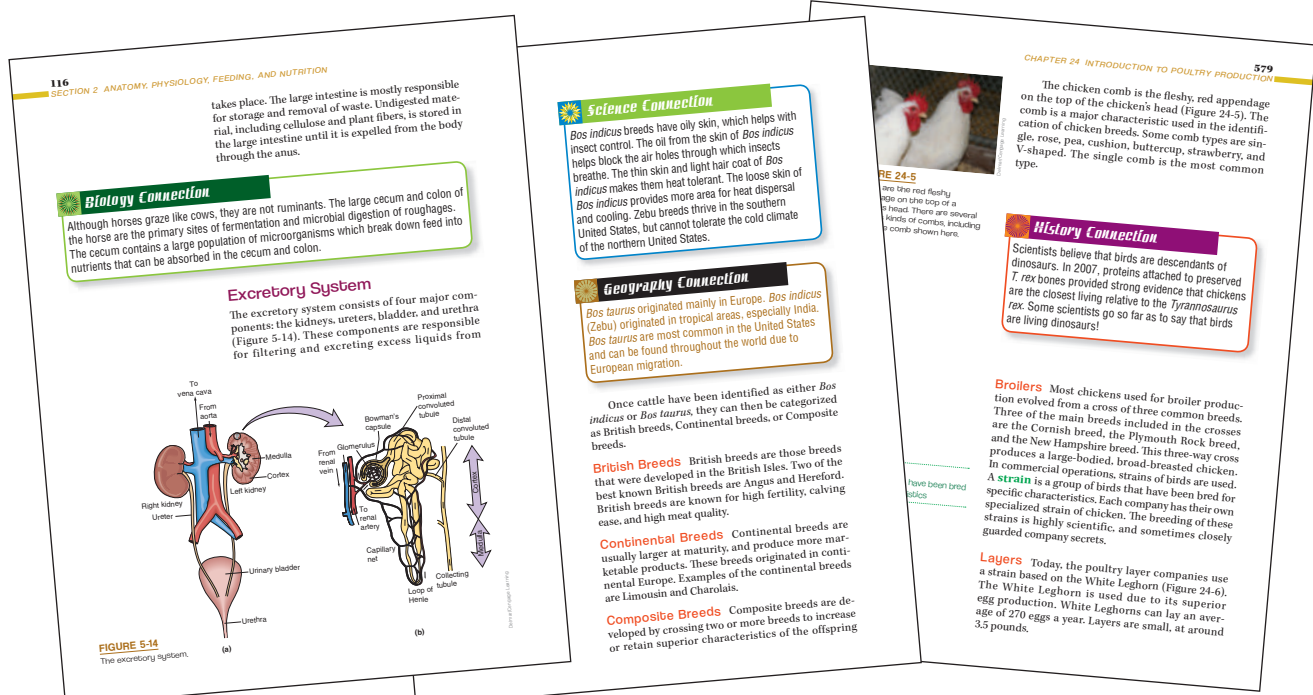 116
SECTION 2 ANATOMY, PHYSIOLOGY, FEEDING, AND NUTRITION
takes place. The large intestine is mostly responsible
for storage and removal of waste. Undigested mate-
rial, including cellulose and plant fibers, is stored in
the large intestine until it is expelled from the body
through the anus.
Biology Connection
Although horses graze like cows, they are not ruminants. The large cecum and colon of
the horse are the primary sites of fermentation and microbial digestion of roughages.
The cecum contains a large population of microorganisms which break down feed into
nutrients that can be absorbed in the cecum and colon.
Excretory System
The excretory system consists of four major com-
ponents: the kidneys, ureters, bladder, and urethra
(Figure 5-14). These components are responsible
for filtering and excreting excess liquids from
To
vena cava
From
aorta
Medulla
Cortex
Left kidney
Right kidney
Ureter
Urinary bladder
Urethra
(a)
Proximal
convoluted
tubule
Bowman's
capsule
Distal
convoluted
tubule
Glomerulus
From
renal
vein
To
renal
artery
Capillary
net
Loop of
Henle
Collecting
tubule
Cortex
Medulla
(b)
Delmar/Cengage Learning
FIGURE 5-14
The excretory system.
Science Connection
Bos indicus breeds have oily skin, which helps with
insect control. The oil from the skin of Bos indicus
helps block the air holes through which insects
breathe. The thin skin and light hair coat of Bos
indicus makes them heat tolerant. The loose skin of
Bos indicus provides more area for heat dispersal
and cooling. Zebu breeds thrive in the southern
United States, but cannot tolerate the cold climate
of the northern United States.
Geography Connection
Bos taurus originated mainly in Europe. Bos indicus
(Zebu) originated in tropical areas, especially India.
Bos taurus are most common in the United States
and can be found throughout the world due to
European migration.
Once cattle have been identified as either Bos
indicus or Bos taurus, they can then be categorized
as British breeds, Continental breeds, or Composite
breeds.
British Breeds British breeds are those breeds
that were developed in the British Isles. Two of the
best known British breeds are Angus and Hereford.
British breeds are known for high fertility, calving
ease, and high meat quality.
Continental Breeds Continental breeds are
usually larger at maturity, and produce more mar-
ketable products. These breeds originated in conti-
nental Europe. Examples of the continental breeds
are Limousin and Charolais.
Composite Breeds Composite breeds are de-
veloped by crossing two or more breeds to increase
or retain superior characteristics of the offspring
CHAPTER 24 INTRODUCTION TO POULTRY PRODUCTION
579
Delmar/Cengage Learning
RE 24-5
are the red fleshy
age on the top of a
s head. There are several
kinds of combs, including
e comb shown here.
The chicken comb is the fleshy, red appendage
on the top of the chicken's head (Figure 24-5). The
comb is a major characteristic used in the identifi-
cation of chicken breeds. Some comb types are sin-
gle, rose, pea, cushion, buttercup, strawberry, and
V-shaped. The single comb is the most common
type.
History Connection
Scientists believe that birds are descendants of
dinosaurs. In 2007, proteins attached to preserved
T. rex bones provided strong evidence that chickens
are the closest living relative to the Tyrannosaurus
rex. Some scientists go so far as to say that birds
are living dinosaurs!
have been bred
stics
Broilers Most chickens used for broiler produc-
tion evolved from a cross of three common breeds.
Three of the main breeds included in the crosses
are the Cornish breed, the Plymouth Rock breed,
and the New Hampshire breed. This three-way cross
produces a large-bodied, broad-breasted chicken.
In commercial operations, strains of birds are used.
A strain is a group of birds that have been bred for
specific characteristics. Each company has their own
specialized strain of chicken. The breeding of these
strains is highly scientific, and sometimes closely
guarded company secrets.
Layers Today, the poultry layer companies use
a strain based on the White Leghorn (Figure 24-6).
The White Leghorn is used due to its superior
egg production. White Leghorns can lay an aver-
age of 270 eggs a year. Layers are small, at around
3.5 pounds.